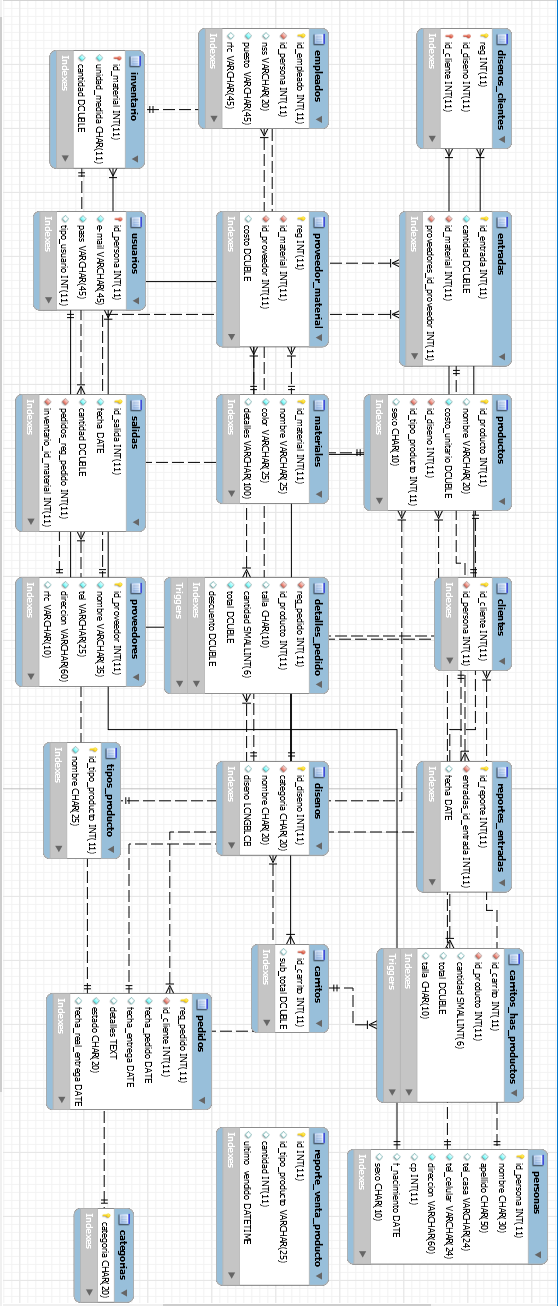 disenos_clientes
reg INT(11)
id_diseno INT(11)
id_cliente INT(11)
Indexes
entradas
id_entrada INT(11)
cantidad DOUBLE
id_material INT(11)
proveedores_id_proveedor INT(11)
Indexes
productos
id_producto INT(11)
nombre VARCHAR(20)
costo_unitario DOUBLE
id_diseno INT(11)
id_tipo_producto INT(11)
sexo CHAR(10)
Indexes
clientes
id_cliente INT(11)
id_persona INT(11)
Indexes
reportes_entradas
id_reporte INT(11)
entradas_id_entrada INT(11)
fecha DATE
Indexes
carritos_has_productos
id_carrito INT(11)
id_producto INT(11)
cantidad SMALLINT(6)
total DOUBLE
talla CHAR(10)
Indexes
Triggers
personas
id_persona INT(11)
nombre CHAR(30)
apellido CHAR(50)
tel_casa VARCHAR(24)
tel_celular VARCHAR(24)
direccion VARCHAR(60)
cp INT(11)
f_nacimiento DATE
sexo CHAR(10)
Indexes
empleados
id_empleado INT(11)
id_persona INT(11)
nss VARCHAR(20)
puesto VARCHAR(45)
rfc VARCHAR(45)
Indexes
proveedor_material
reg INT(11)
id_material INT(11)
id_proveedor INT(11)
costo DOUBLE
Indexes
materiales
id_material INT(11)
nombre VARCHAR(25)
color VARCHAR(25)
detalles VARCHAR(100)
Indexes
detalles_pedido
reg_pedido INT(11)
id_producto INT(11)
talla CHAR(10)
cantidad SMALLINT(6)
total DOUBLE
descuento DOUBLE
Indexes
Triggers
disenos
id_diseno INT(11)
categoria CHAR(20)
nombre CHAR(20)
diseno LONGBLOB
Indexes
carritos
id_carrito INT(11)
sub_total DOUBLE
Indexes
reporte_venta_producto
id INT(11)
id_tipo_producto VARCHAR(25)
cantidad INT(11)
ultimo_vendido DATETIME
Indexes
inventario
id_material INT(11)
unidad_medida CHAR(11)
cantidad DOUBLE
Indexes
usuarios
id_persona INT(11)
e-mail VARCHAR(45)
pass VARCHAR(45)
tipo_usuario INT(11)
Indexes
salidas
id_salida INT(11)
fecha DATE
cantidad DOUBLE
pedidos_reg_pedido INT(11)
inventario_id_material INT(11)
Indexes
proveedores
id_proveedor INT(11)
nombre VARCHAR(35)
tel VARCHAR(25)
direccion VARCHAR(60)
rfc VARCHAR(10)
Indexes
tipos_producto
id_tipo_producto INT(11)
nombre CHAR(25)
Indexes
pedidos
reg_pedido INT(11)
id_cliente INT(11)
fecha_pedido DATE
fecha_entrega DATE
detalles TEXT
estado CHAR(20)
fecha_real_entrega DATE
Indexes
categorias
categoria CHAR(20)
Indexes